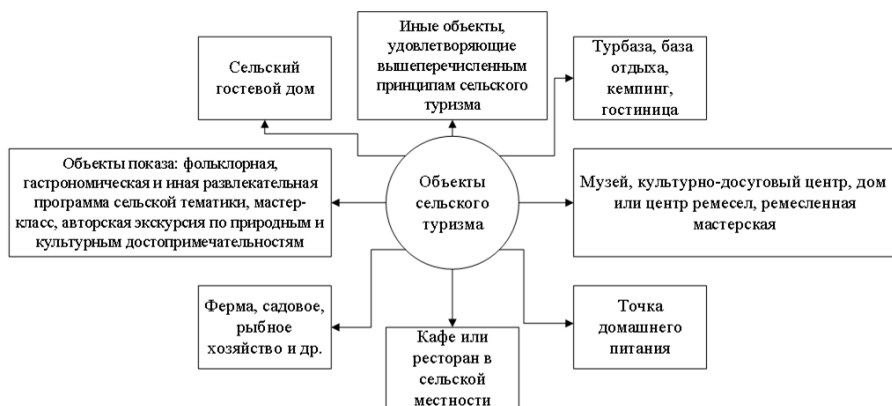 Сельский
гостевой дом
Иные объекты,
удовлетворяющие
вышеперечисленным
принципам сельского
туризма
Турбаза, база
отдыха,
кемпинг,
гостиница
Объекты показа: фольклорная,
гастрономическая и иная развлекательная
программа сельской тематики, мастер-
класс, авторская экскурсия по природным и
культурным достопримечательностям
Объекты
сельского
туризма
Музей, культурно-досуговый центр, дом
или центр ремесел, ремесленная
мастерская
Ферма, садовое,
рыбное
хозяйство и др.
Кафе или
ресторан в
сельской
местности
Точка
домашнего
питания